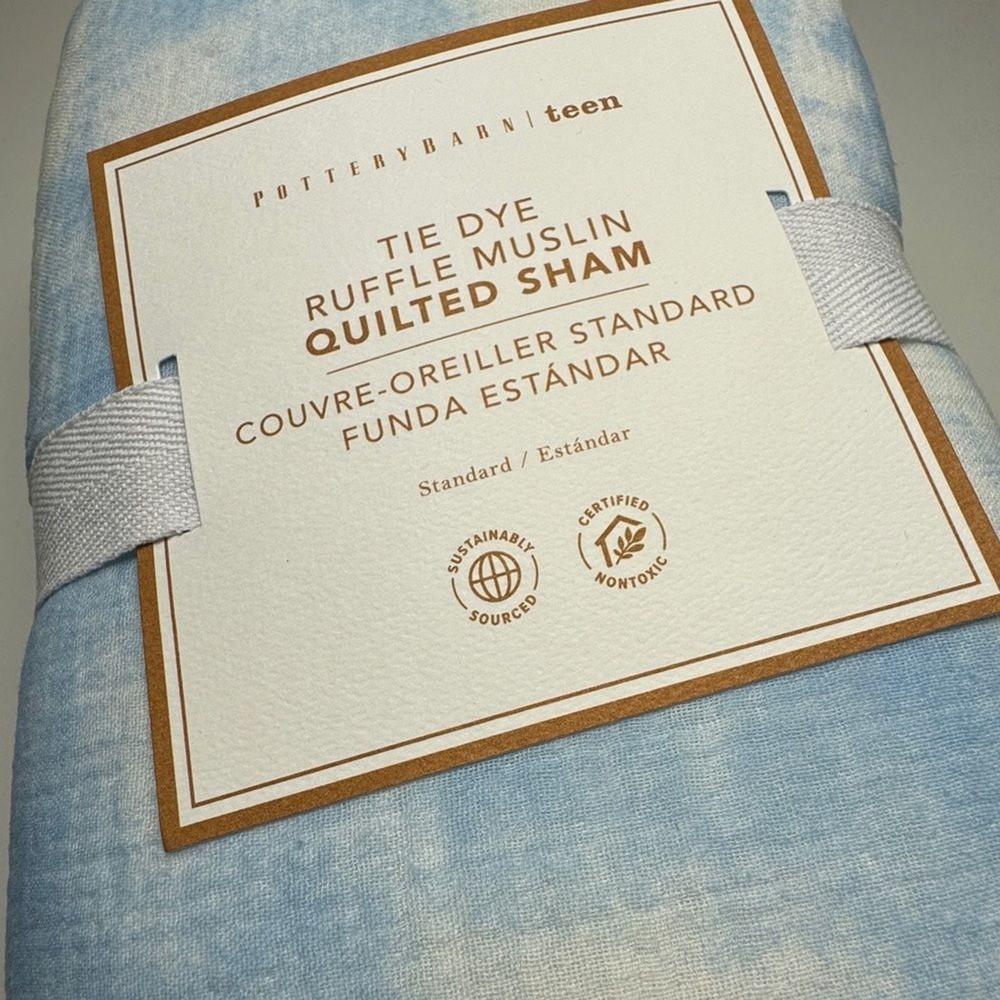 POTTERYBARN | teen
TIE DYE
RUFFLE MUSLIN
QUILTED SHAM
COUVRE-OREILLER STANDARD
FUNDA ESTÁNDAR
Standard / Estándar
SUSTAINABLY
SOURCED
CERTIFIED
NONTOXIC